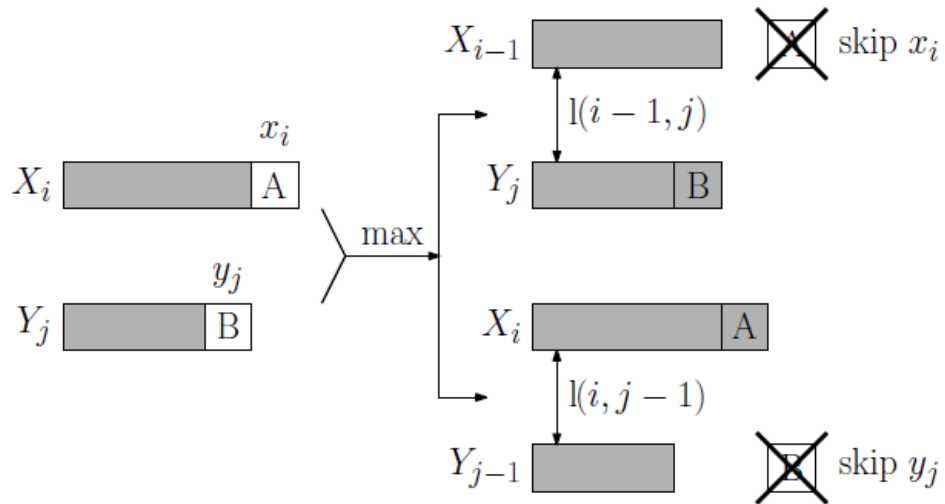 x_i
X_i A
y_j
Y_j B
max
X_{i−1} A skip x_i
l(i − 1, j)
Y_j B
X_i A
l(i, j − 1)
Y_{j−1} B skip y_j